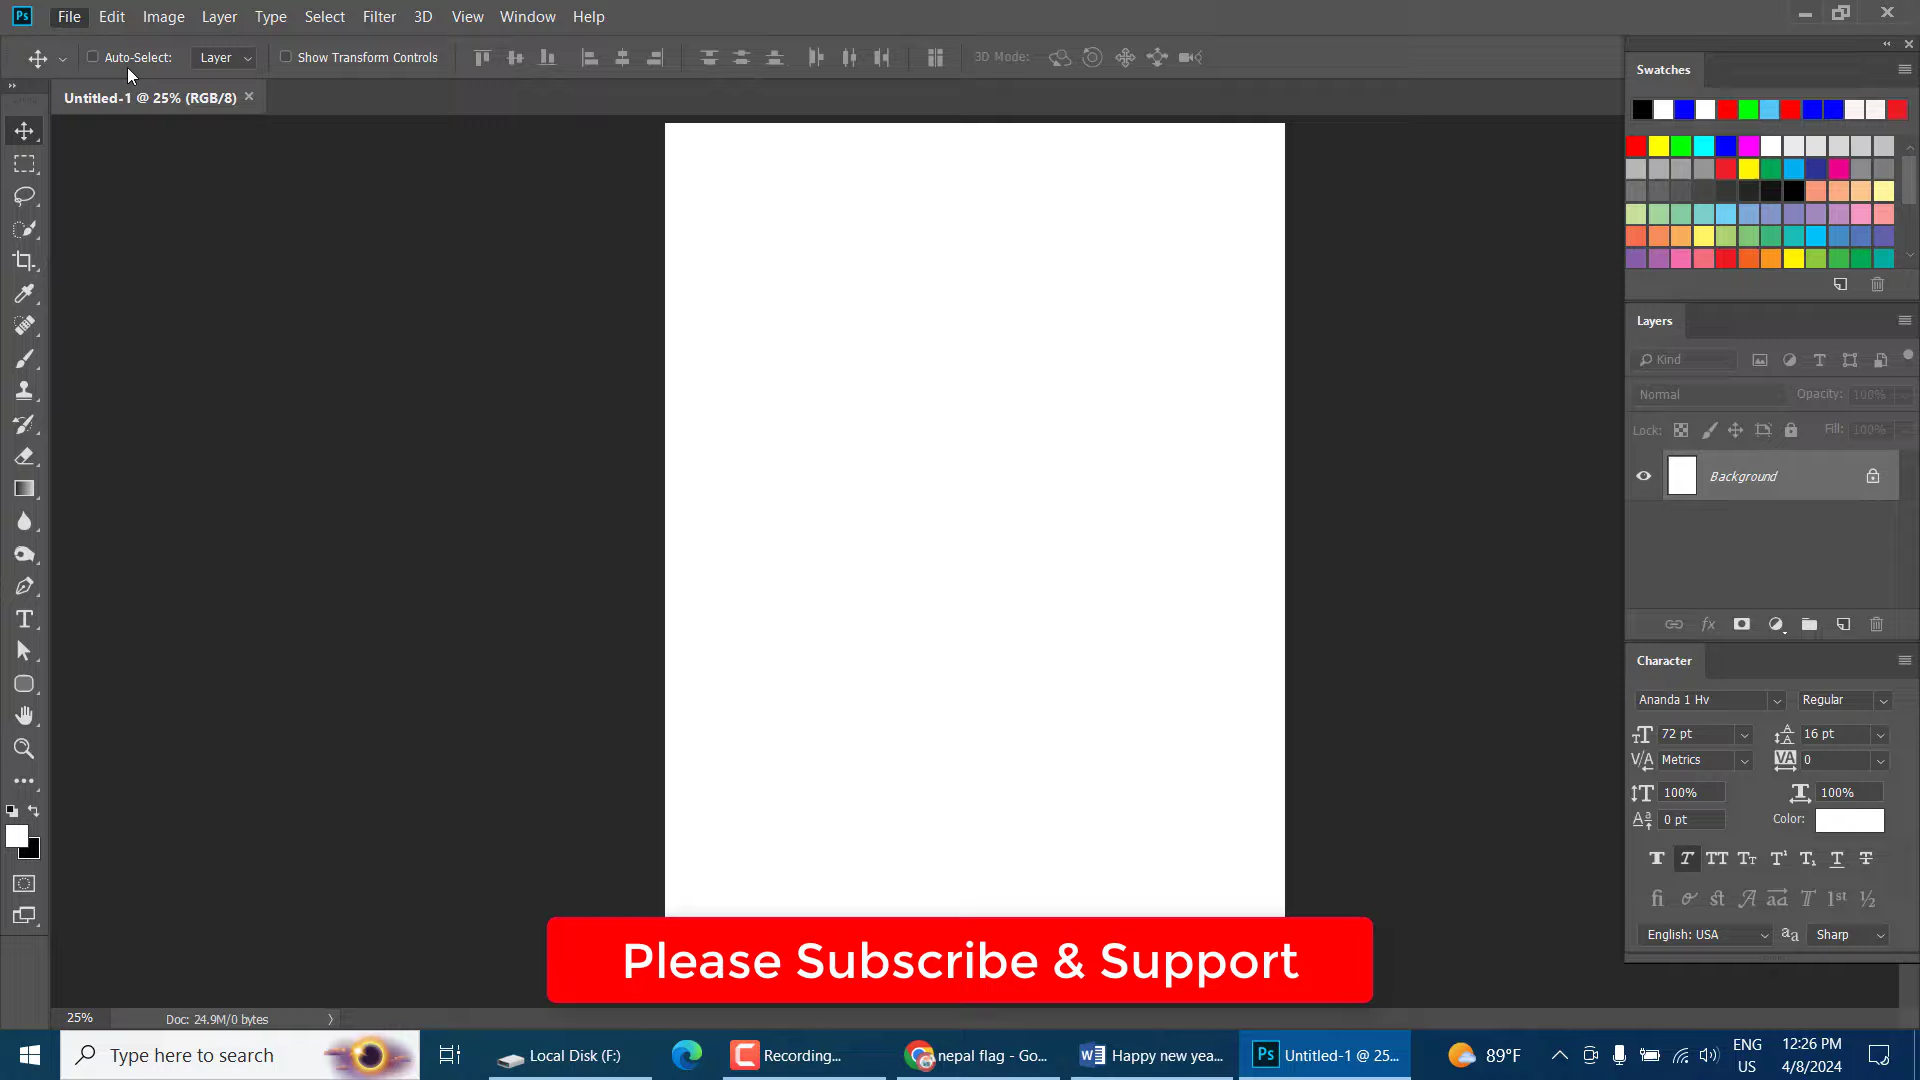 Ps File Edit Image Layer Type Select Filter 3D View Window Help
Auto-Select: Layer Show Transform Controls 3D Mode:
Untitled-1 @ 25% (RGB/8)
Swatches
Layers
Kind
Normal Opacity: 100%
Lock: Fill: 100%
Background
Character
Ananda 1 Hv Regular
72 pt 16 pt
Metrics 0
100% 100%
0 pt Color:
English: USA Sharp
Please Subscribe & Support
25% Doc: 24.9M/0 bytes
Type here to search Local Disk (F:) Recording... nepal flag - Go... Happy new yea... Untitled-1 @ 25... 89°F ENG US 12:26 PM 4/8/2024